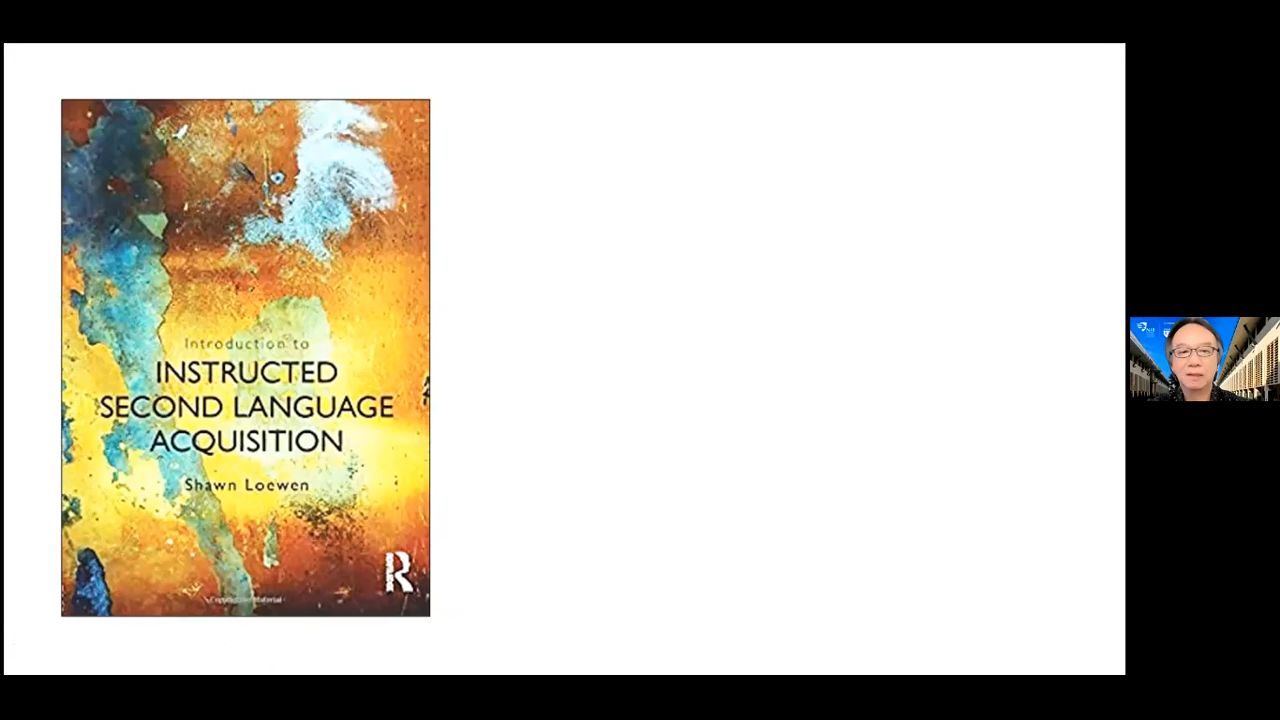 Introduction to
INSTRUCTED
SECOND LANGUAGE
ACQUISITION
Shawn Loewen
R